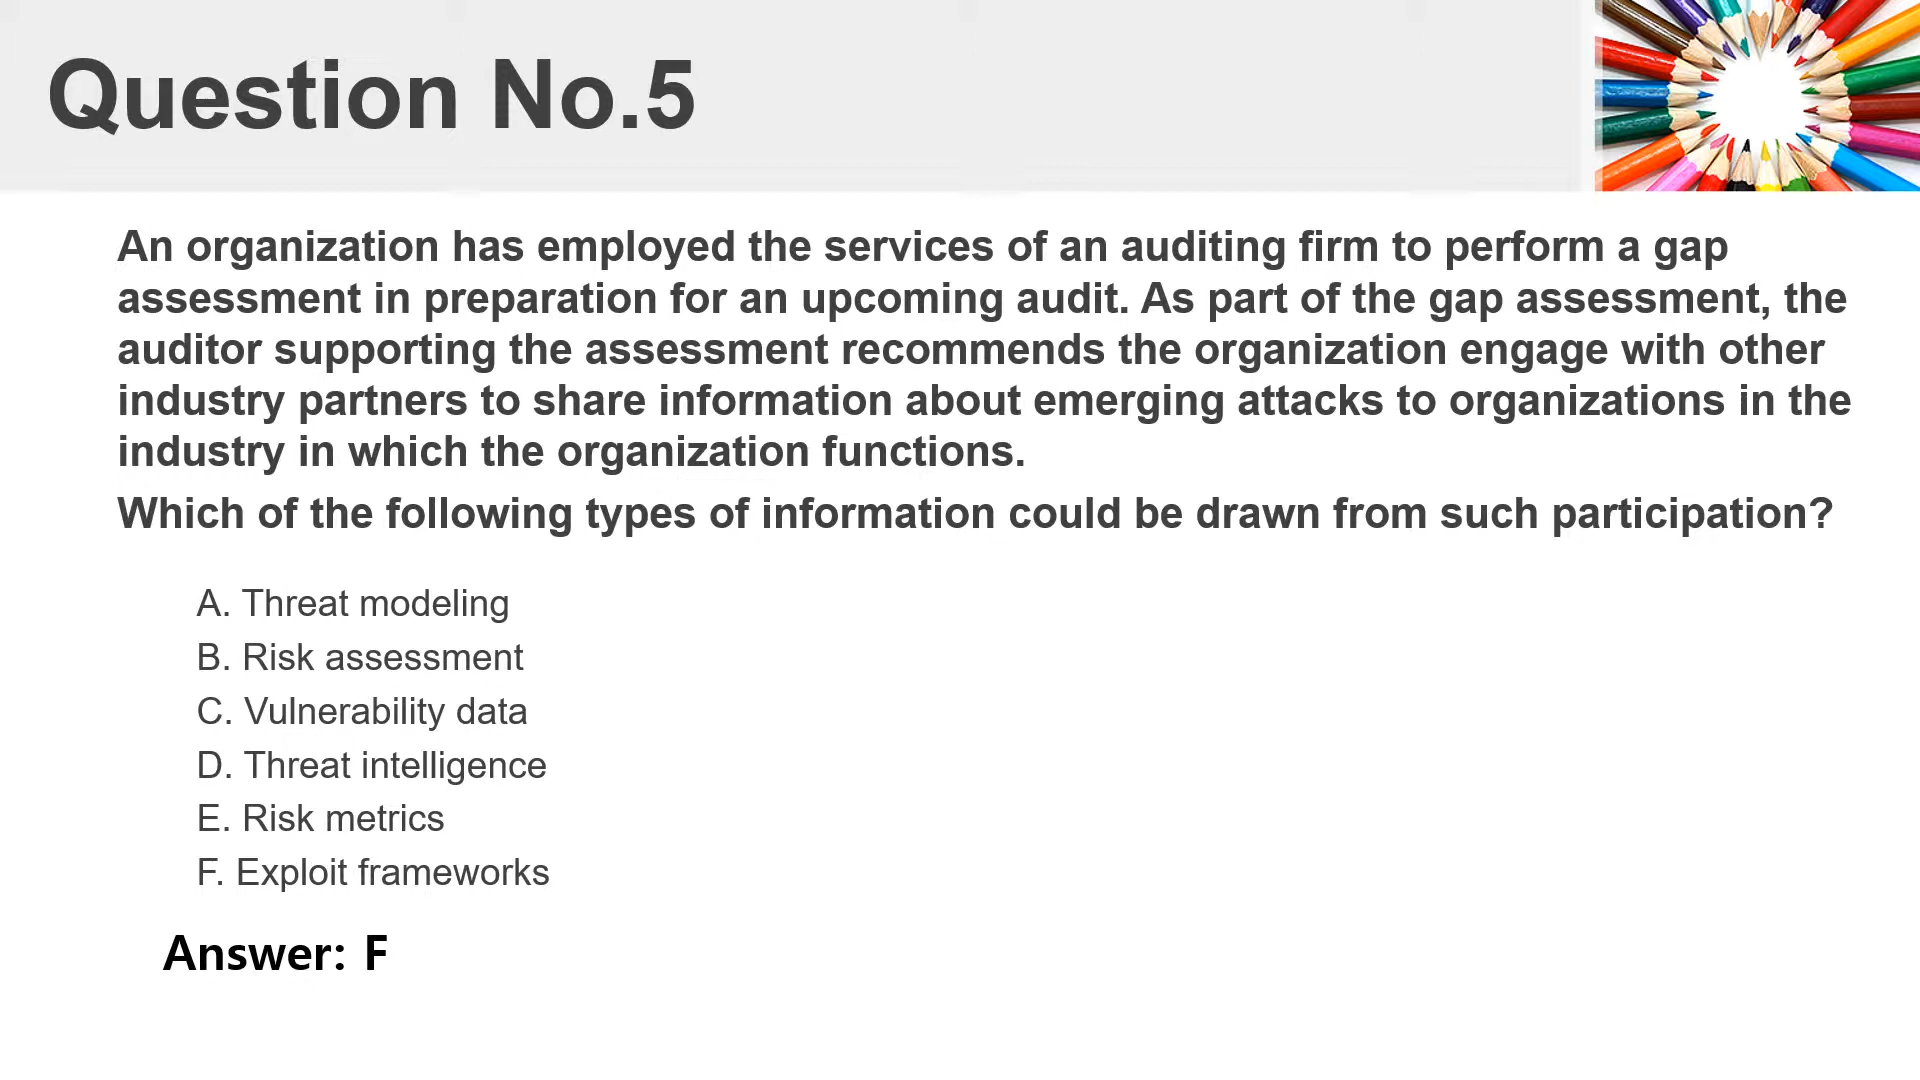 Question No.5
An organization has employed the services of an auditing firm to perform a gap
assessment in preparation for an upcoming audit. As part of the gap assessment, the
auditor supporting the assessment recommends the organization engage with other
industry partners to share information about emerging attacks to organizations in the
industry in which the organization functions.
Which of the following types of information could be drawn from such participation?
A. Threat modeling
B. Risk assessment
C. Vulnerability data
D. Threat intelligence
E. Risk metrics
F. Exploit frameworks
Answer: F